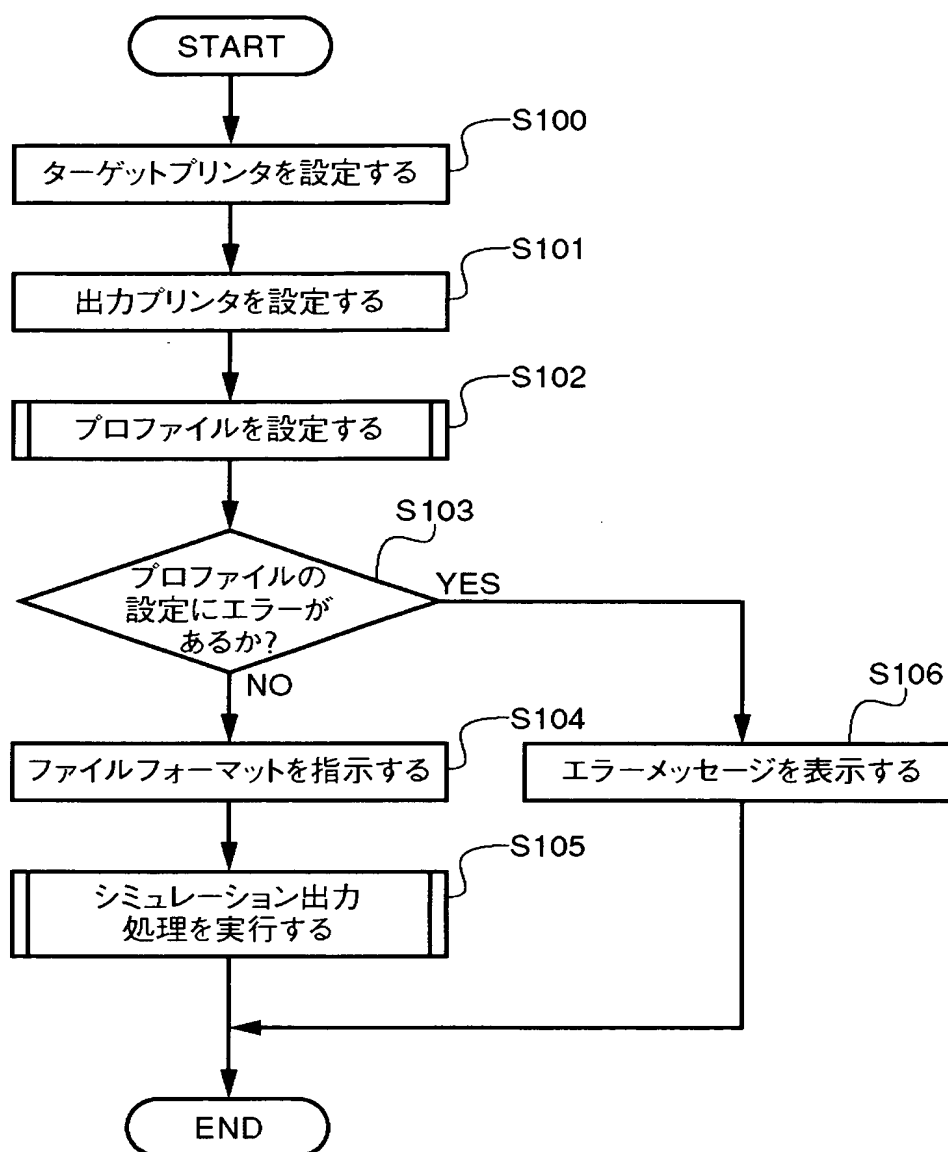 START
S100
ターゲットプリンタを設定する
S101
出力プリンタを設定する
S102
プロファイルを設定する
S103
プロファイルの
設定にエラーが
あるか?
YES
NO
S104
ファイルフォーマットを指示する
S106
エラーメッセージを表示する
S105
シミュレーション出力
処理を実行する
END